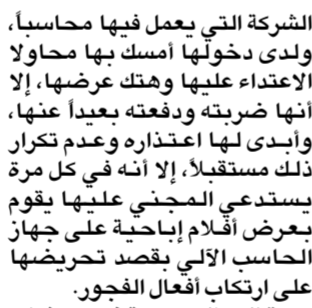 الشركة التي يعمل فيها محاسباً،
ولدى دخولها أمسك بها محاولا
الاعتداء عليها وهتك عرضها، إلا
أنها ضربته ودفعته بعيداً عنها،
وأبدى لها اعتذاره وعدم تكرار
ذلك مستقبلاً، إلا أنه في كل مرة
يستدعي المجني عليها يقوم
بعرض أفلام إباحية على جهاز
الحاسب الآلي بقصد تحريضها
على ارتكاب أفعال الفجور.